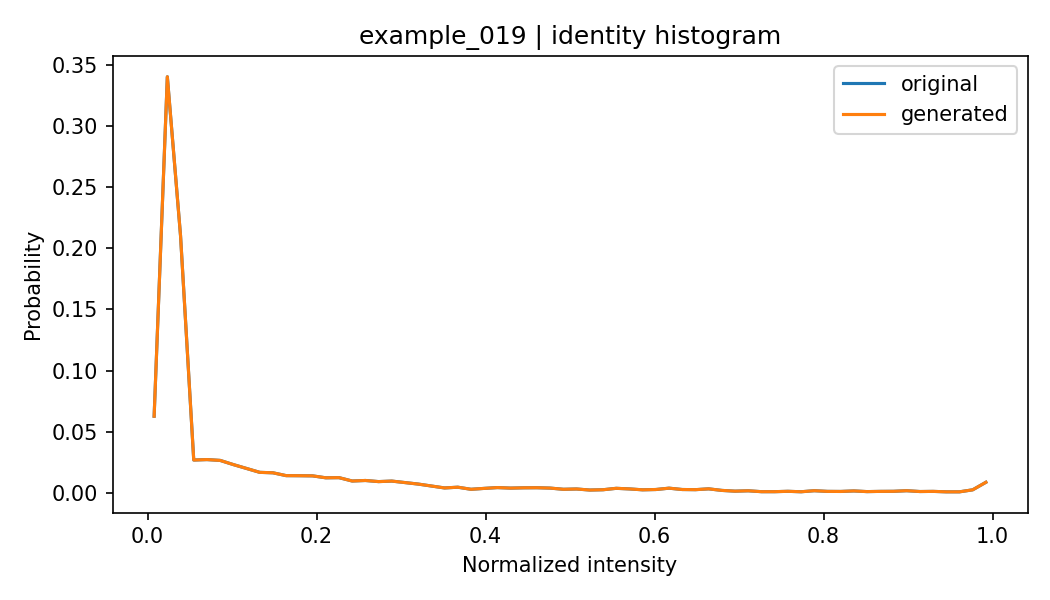 example_019 | identity histogram
0.35
0.30
0.25
0.20
0.15
0.10
0.05
0.00
Probability
original
generated
0.0 0.2 0.4 0.6 0.8 1.0
Normalized intensity